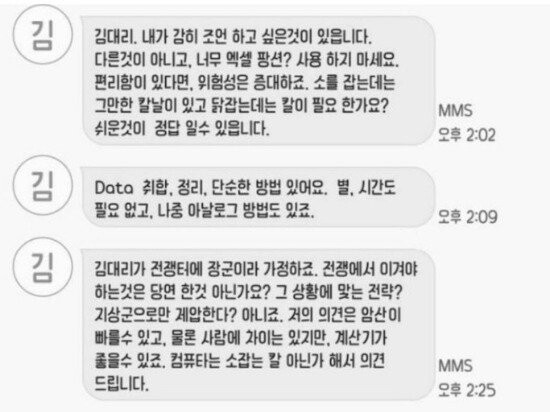 김
김대리. 내가 감히 조언 하고 싶은것이 있읍니다.
다른것이 아니고, 너무 엑셀 팡션? 사용 하지 마세요.
편리함이 있다면, 위험성은 증대하죠. 소를 잡는데는
그만한 칼날이 있고 닭잡는데는 칼이 필요 한가요?
쉬운것이 정답 일수 있읍니다.
MMS
오후 2:02
김
Data 취합, 정리, 단순한 방법 있어요. 별, 시간도
필요 없고, 나중 아날로그 방법도 있죠.
오후 2:09
김
김대리가 전쟁터에 장군이라 가정하죠. 전쟁에서 이겨야
하는것은 당연 한것 아닌가요? 그 상황에 맞는 전략?
지상군으로만 제압한다? 아니죠. 저의 의견은 암산이
빠를수 있고, 물론 사람에 차이는 있지만, 계산기가
좋을수 있죠. 컴퓨타는 소잡는 칼 아닌가 해서 의견
드립니다.
MMS
오후 2:25